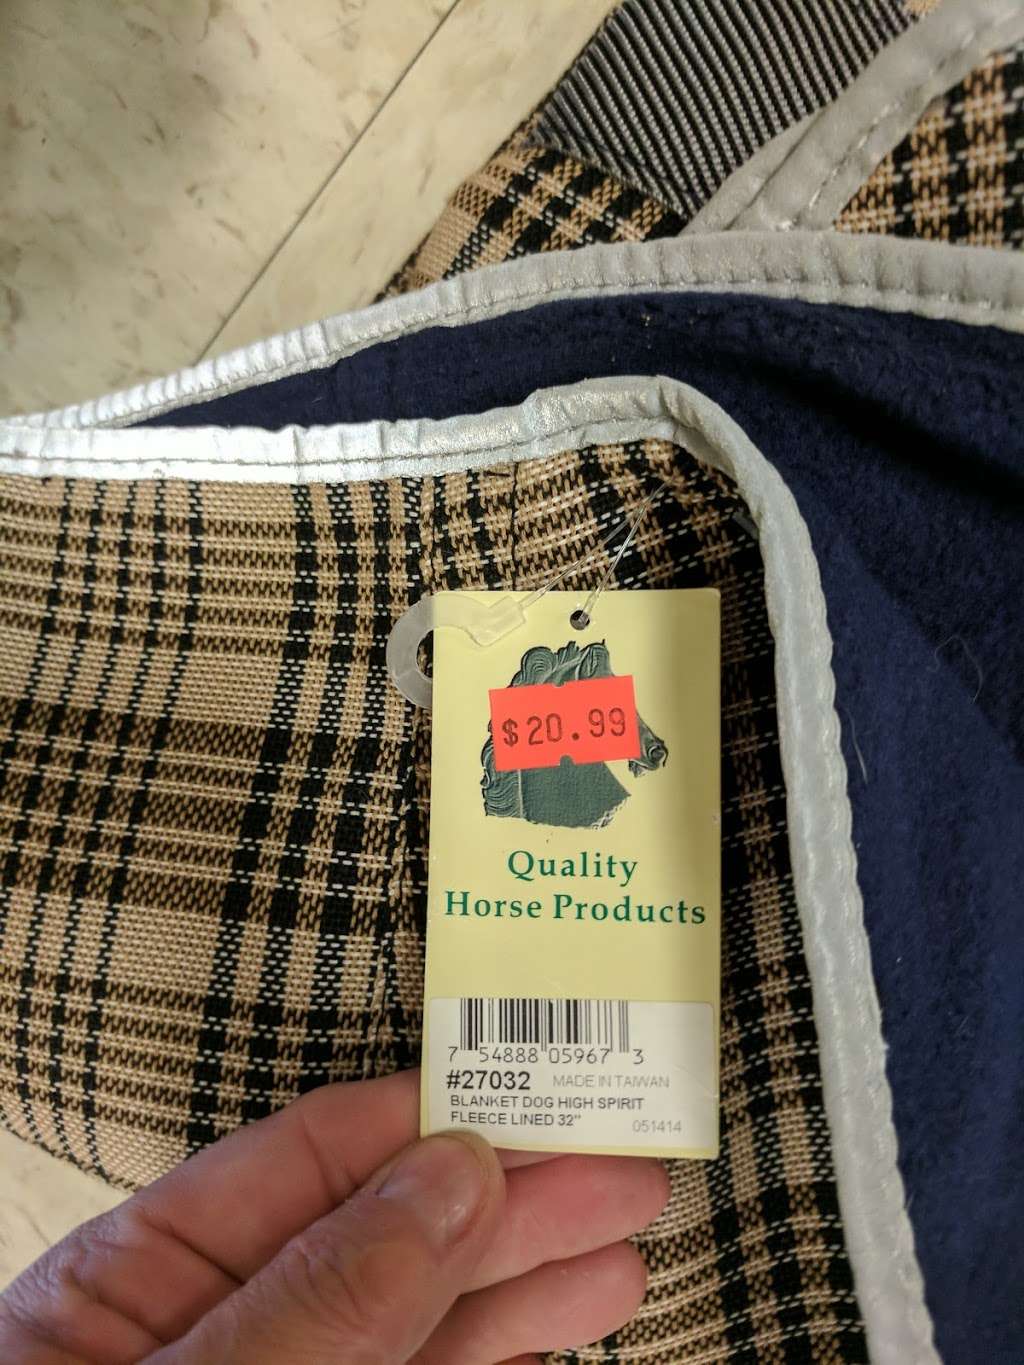 $20.99
Quality
Horse Products
7 54888 05967 3
#27032 MADE IN TAIWAN
BLANKET DOG HIGH SPIRIT
FLEECE LINED 32" 051414